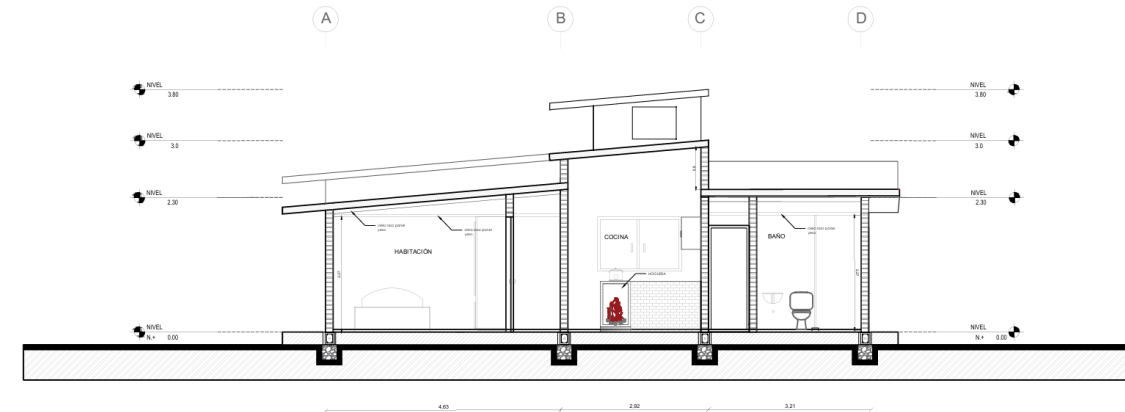 A B C D
NIVEL
3.80
NIVEL
3.80
NIVEL
3.0
NIVEL
3.0
NIVEL
2.30
NIVEL
2.30
HABITACIÓN
COCINA
BAÑO
HOGUERA
NIVEL
N.+ 0.00
NIVEL
N.+ 0.00
4,63 2,92 3,21